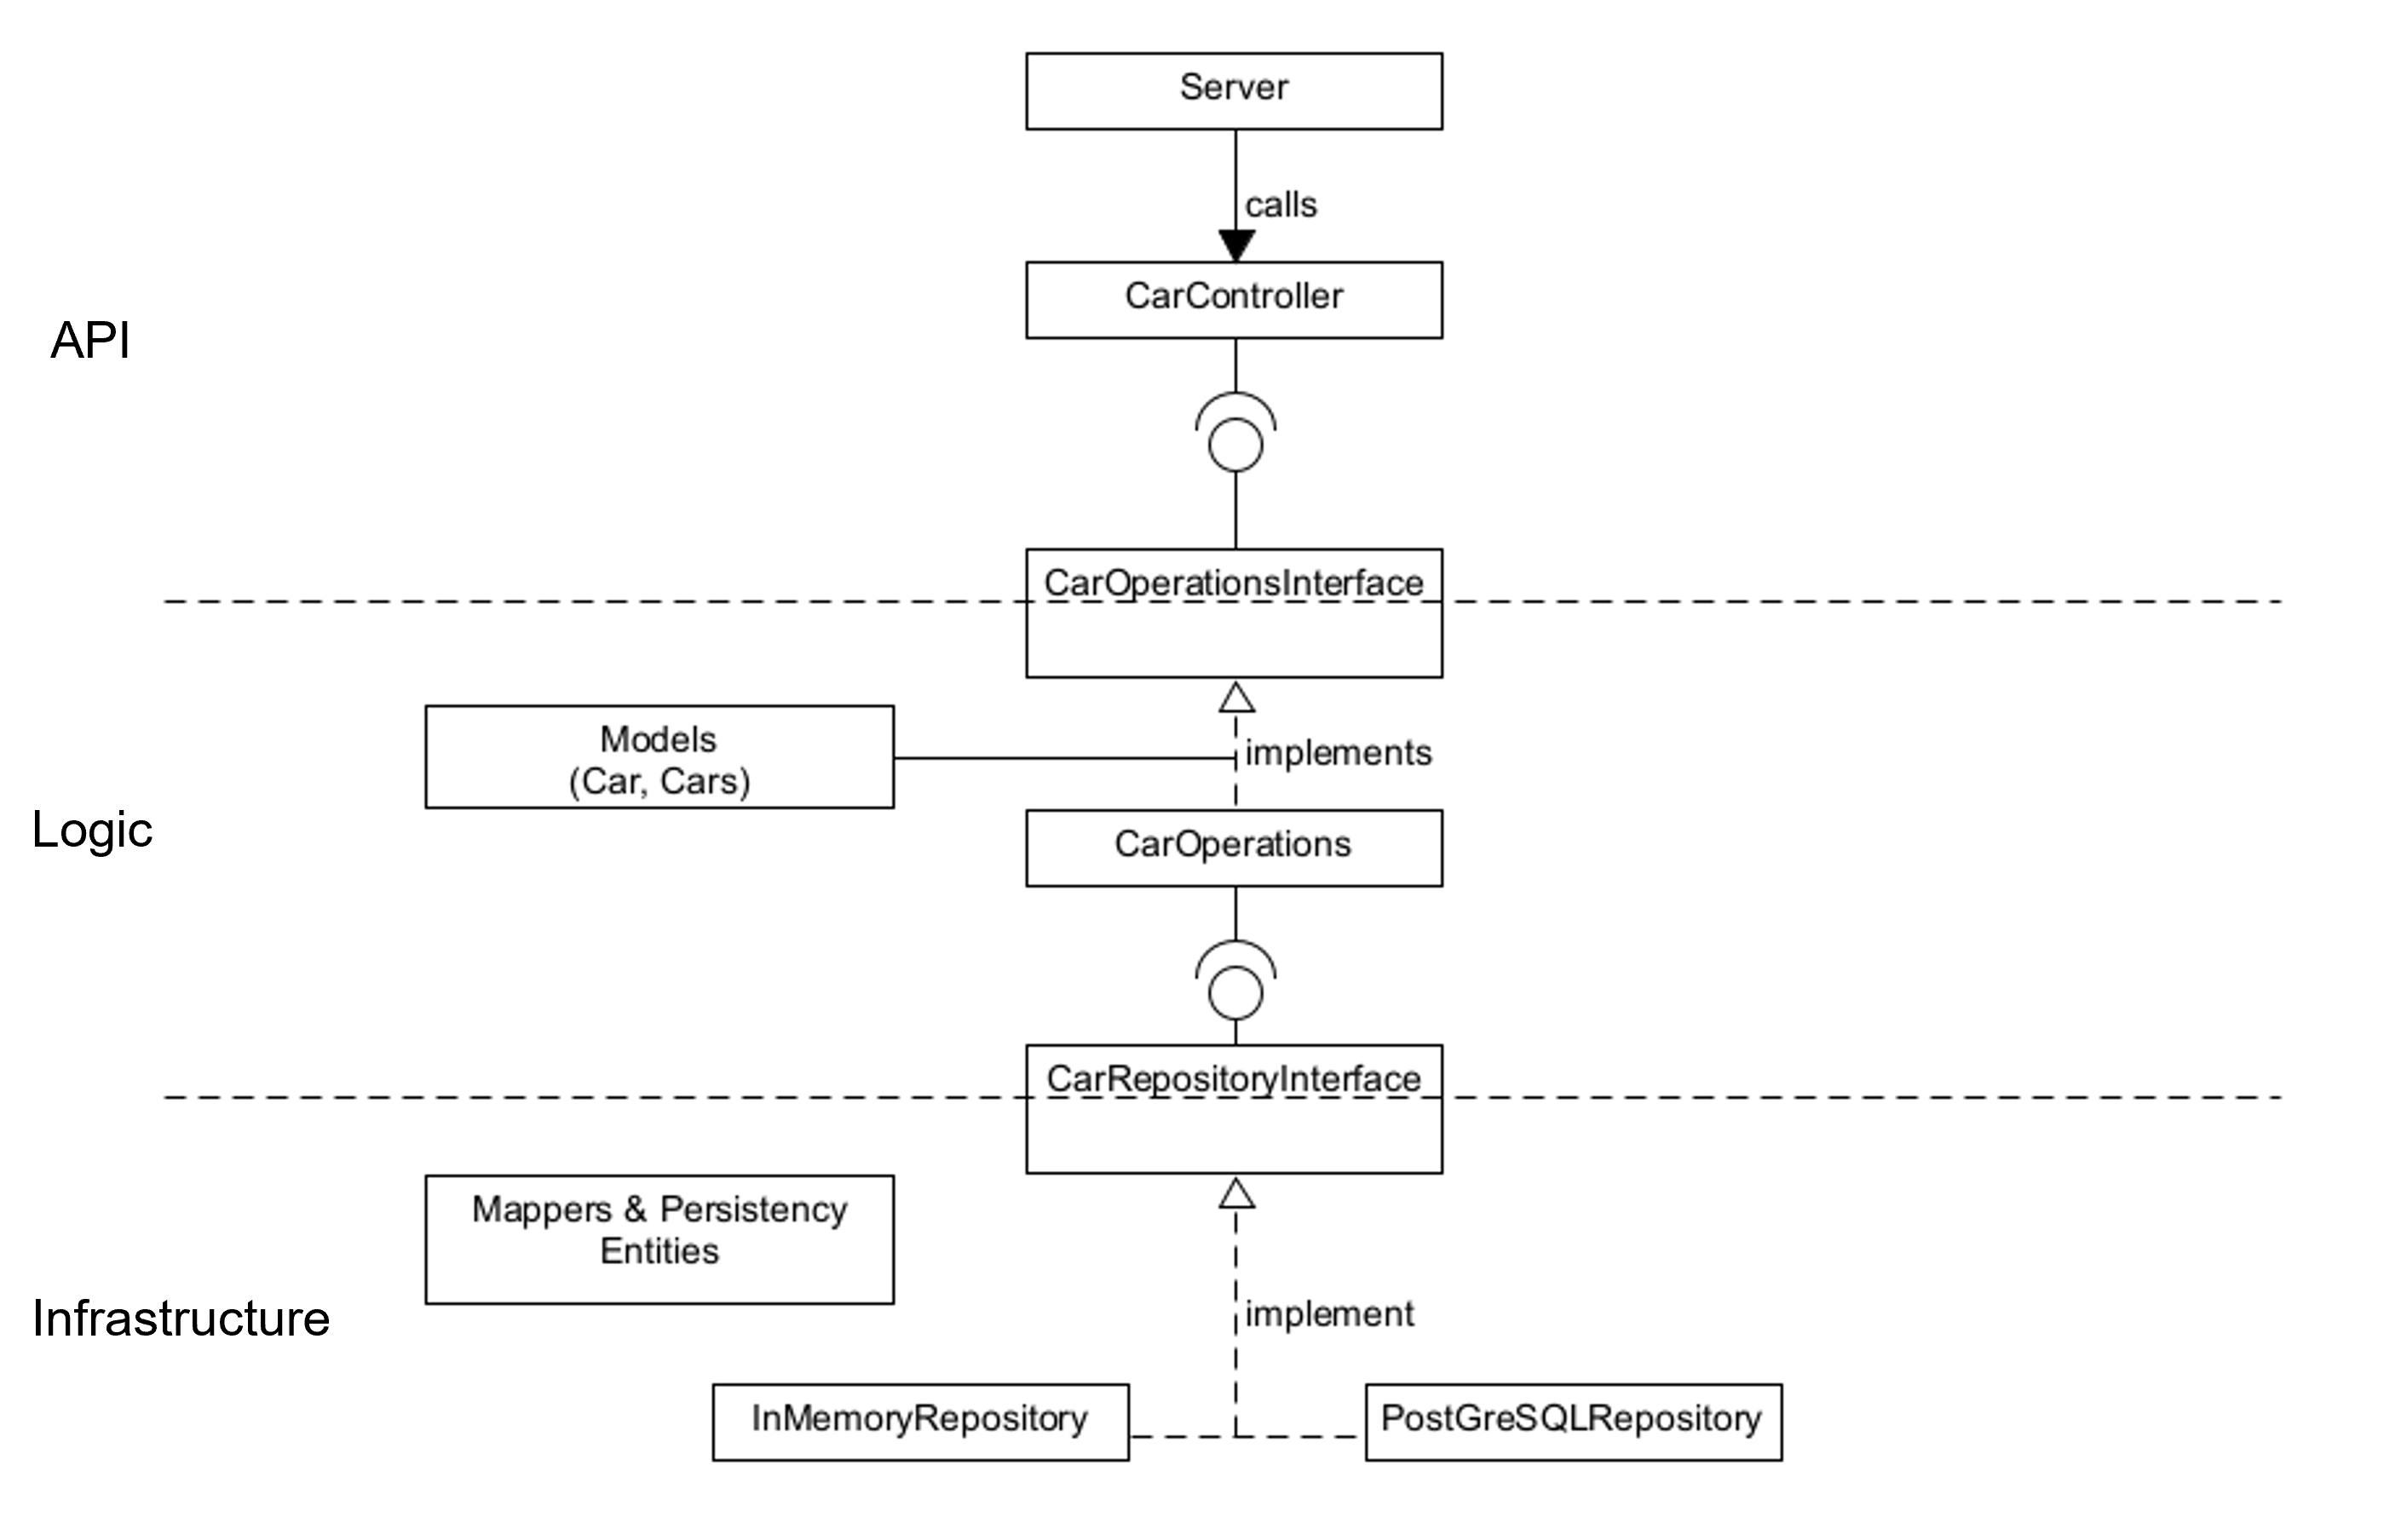 Server
calls
CarController
API
CarOperationsInterface
Models
(Car, Cars)
implements
Logic
CarOperations
CarRepositoryInterface
Mappers & Persistency
Entities
Infrastructure
implement
InMemoryRepository
PostGreSQLRepository